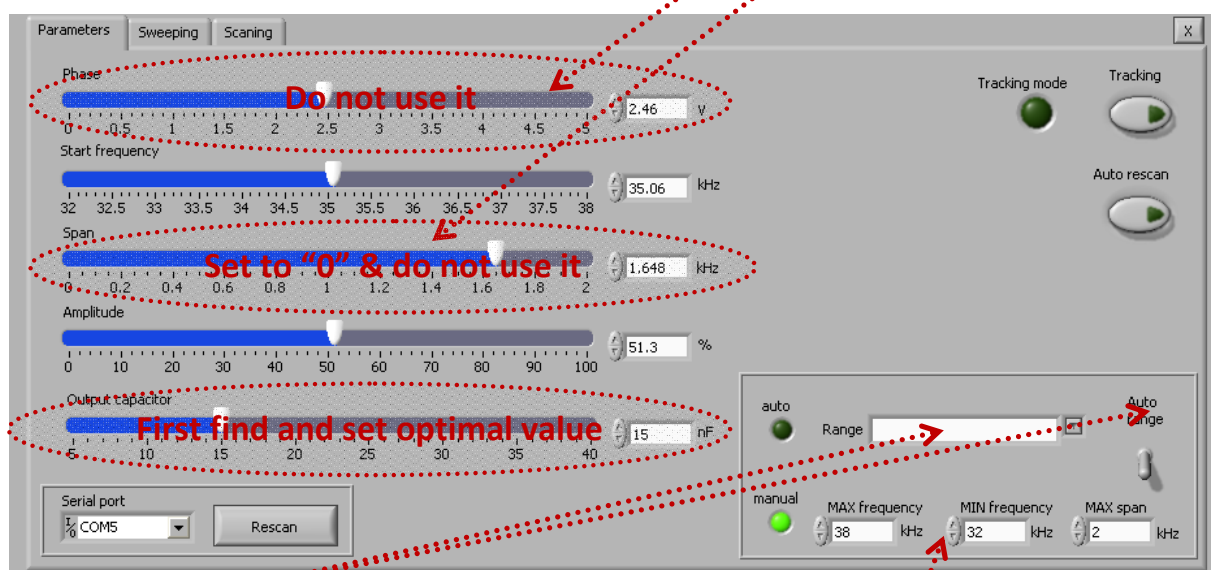 Parameters Sweeping Scaning X
Phase
Do not use it
2.46 V
0 0.5 1 1.5 2 2.5 3 3.5 4 4.5 5
Tracking mode Tracking
Start frequency
35.06 kHz
32 32.5 33 33.5 34 34.5 35 35.5 36 36.5 37 37.5 38
Auto rescan
Span
Set to “0” & do not use it
1.648 kHz
0 0.2 0.4 0.6 0.8 1 1.2 1.4 1.6 1.8 2
Amplitude
51.3 %
0 10 20 30 40 50 60 70 80 90 100
Output capacitor
First find and set optimal value
15 nF
5 10 15 20 25 30 35 40
Serial port
I/O COM5
Rescan
auto
Range
Auto range
manual
MAX frequency MIN frequency MAX span
38 kHz 32 kHz 2 kHz